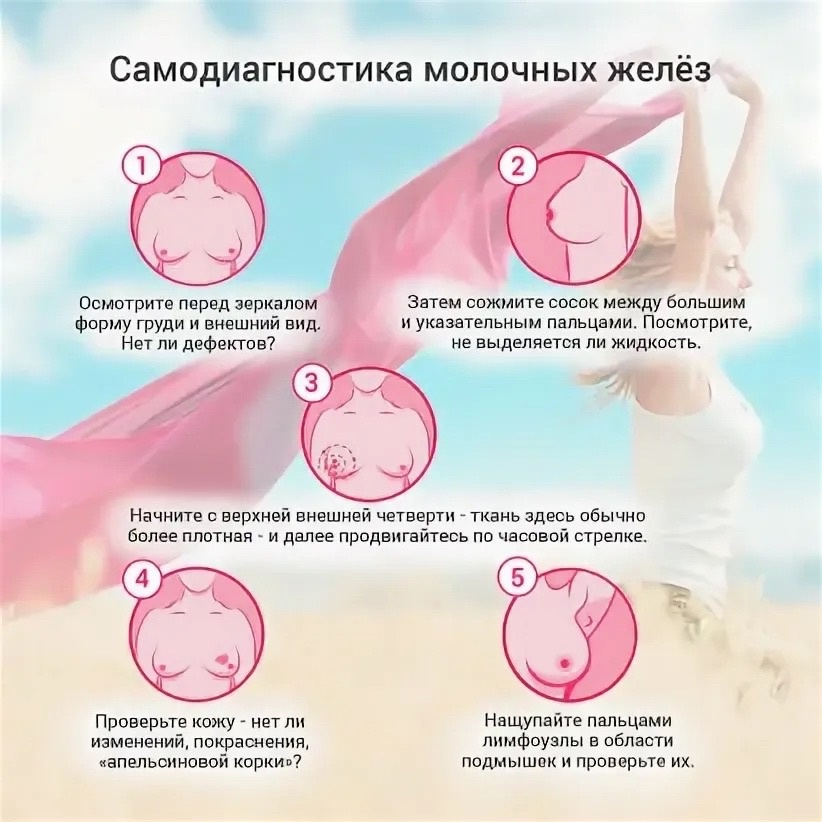 Самодиагностика молочных желёз
1
Осмотрите перед зеркалом
форму груди и внешний вид.
Нет ли дефектов?
2
Затем сожмите сосок между большим
и указательным пальцами. Посмотрите,
не выделяется ли жидкость.
3
Начните с верхней внешней четверти - ткань здесь обычно
более плотная - и далее продвигайтесь по часовой стрелке.
4
Проверьте кожу - нет ли
изменений, покраснения,
«апельсиновой корки»?
5
Нащупайте пальцами
лимфоузлы в области
подмышек и проверьте их.